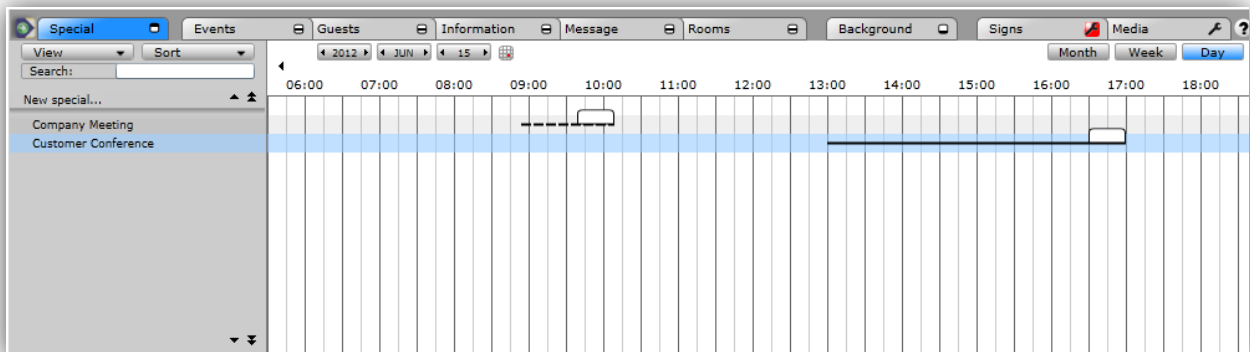 Special Events Guests Information Message Rooms Background Signs Media ?
View Sort 2012 JUN 15 Month Week Day
Search:
06:00 07:00 08:00 09:00 10:00 11:00 12:00 13:00 14:00 15:00 16:00 17:00 18:00
New special...
Company Meeting
Customer Conference